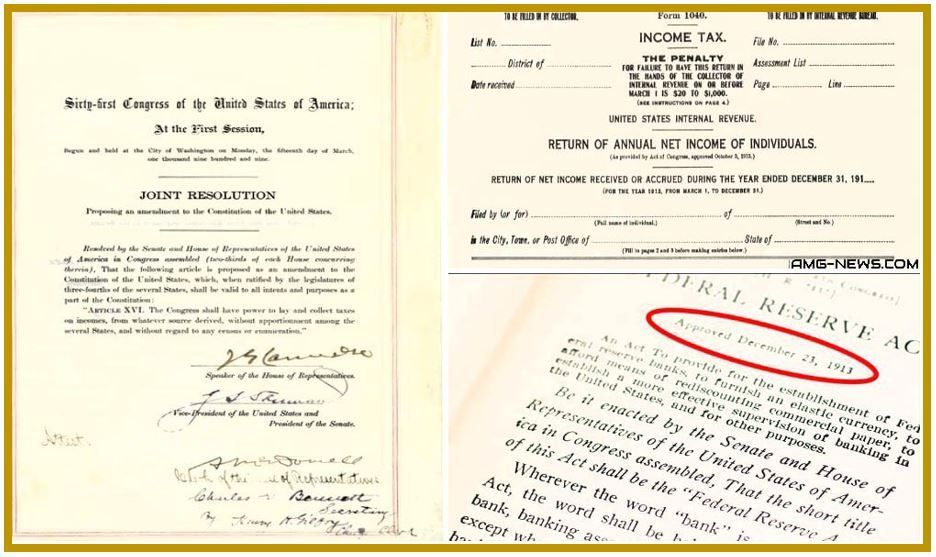 Sixty-first Congress of the United States of America;
At the First Session,
Begun and held at the City of Washington on Monday, the fifteenth day of March,
one thousand nine hundred and nine.
JOINT RESOLUTION
Proposing an amendment to the Constitution of the United States.
Resolved by the Senate and House of Representatives of the United States
of America in Congress assembled (two-thirds of each House concurring
therein), That the following article is proposed as an amendment to the
Constitution of the United States, which, when ratified by the legislatures of
three-fourths of the several States, shall be valid to all intents and purposes as a
part of the Constitution:
"ARTICLE XVI. The Congress shall have power to lay and collect taxes
on incomes, from whatever source derived, without apportionment among the
several States, and without regard to any census or enumeration."
Speaker of the House of Representatives.
Vice-President of the United States and
President of the Senate.
Attest:
Clerk of the House of Representatives
Charles G. Bennett
Secretary
TO BE FILLED IN BY COLLECTOR.
Form 1040.
TO BE FILLED IN BY INTERNAL REVENUE BUREAU.
List No.
INCOME TAX.
File No.
District of
THE PENALTY
FOR FAILURE TO HAVE THIS RETURN IN
THE HANDS OF THE COLLECTOR OF
INTERNAL REVENUE ON OR BEFORE
MARCH 1 IS $20 TO $1,000.
(SEE INSTRUCTIONS ON PAGE 4.)
Assessment List
Date received
Page Line
UNITED STATES INTERNAL REVENUE.
RETURN OF ANNUAL NET INCOME OF INDIVIDUALS.
(As provided by Act of Congress, approved October 3, 1913.)
RETURN OF NET INCOME RECEIVED OR ACCRUED DURING THE YEAR ENDED DECEMBER 31, 191....
(FOR THE YEAR 1913, FROM MARCH 1, TO DECEMBER 31.)
Filed by (or for) of
(Full name of individual.) (Street and No.)
in the City, Town, or Post Office of State of
(Fill in pages 2 and 3 before making entries below.)
AMG-NEWS.COM
DERAL RESERVE AC
Approved December 23, 1913
An Act To provide for the establishment of Fed
eral reserve banks, to furnish an elastic currency, to
afford means of rediscounting commercial paper, to
establish a more effective supervision of banking in
the United States, and for other purposes.
Be it enacted by the Senate and House of
Representatives of the United States of Amer-
ica in Congress assembled, That the short title
of this Act shall be the "Federal Reserve A
Wherever the word "bank" is
Act, the word shall be
bank, banking ass
except wh